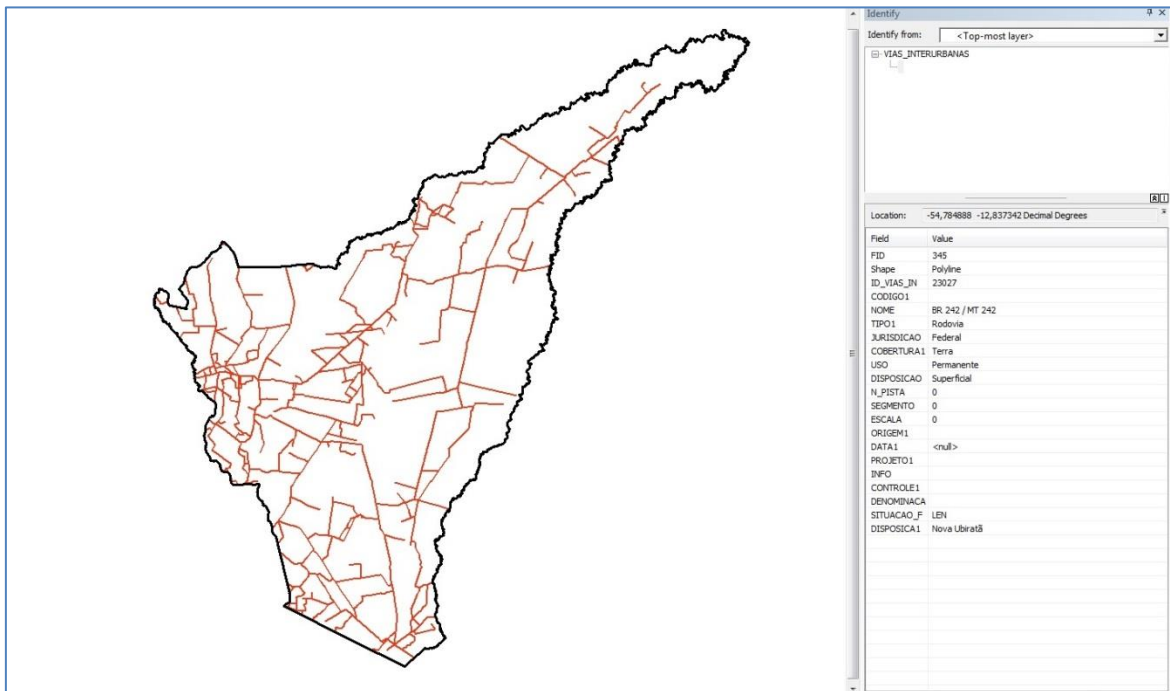 Identify
Identify from: <Top-most layer>
VIAS_INTERURBANAS
Location: -54,784888 -12,837342 Decimal Degrees
Field Value
FID 345
Shape Polyline
ID_VIAS_IN 23027
CODIGO1
NOME BR 242 / MT 242
TIPO1 Rodovia
JURISDICAO Federal
COBERTURA1 Terra
USO Permanente
DISPOSICAO Superficial
N_PISTA 0
SEGMENTO 0
ESCALA 0
ORIGEM1
DATA1 <null>
PROJETO1
INFO
CONTROLE1
DENOMINACA
SITUACAO_F LEN
DISPOSICA1 Nova Ubiratã